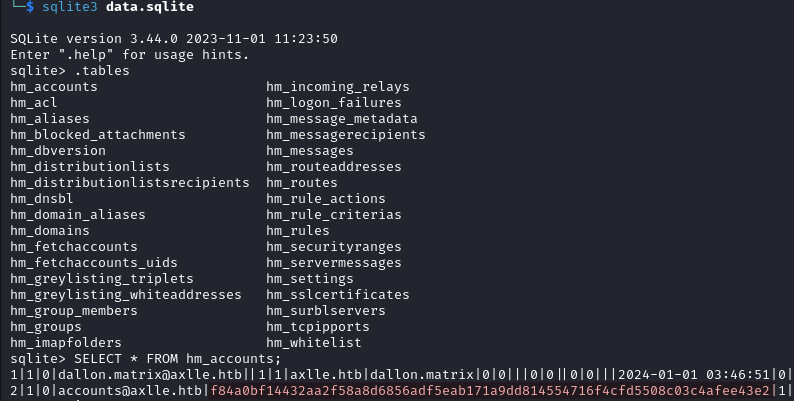 └─$ sqlite3 data.sqlite
SQLite version 3.44.0 2023-11-01 11:23:50
Enter ".help" for usage hints.
sqlite> .tables
hm_accounts hm_incoming_relays
hm_acl hm_logon_failures
hm_aliases hm_message_metadata
hm_blocked_attachments hm_messagerecipients
hm_dbversion hm_messages
hm_distributionlists hm_routeaddresses
hm_distributionlistsrecipients hm_routes
hm_dnsbl hm_rule_actions
hm_domain_aliases hm_rule_criterias
hm_domains hm_rules
hm_fetchaccounts hm_securityranges
hm_fetchaccounts_uids hm_servermessages
hm_greylisting_triplets hm_settings
hm_greylisting_whiteaddresses hm_sslcertificates
hm_group_members hm_surblservers
hm_groups hm_tcpipports
hm_imapfolders hm_whitelist
sqlite> SELECT * FROM hm_accounts;
1|1|0|dallon.matrix@axlle.htb||1|1|axlle.htb|dallon.matrix|0|0|||0|0||0|0|||2024-01-01 03:46:51|0|
2|1|0|accounts@axlle.htb|f84a0bf14432aa2f58a8d6856adf5eab171a9dd814554716f4cfd5508c03c4afee43e2|1|